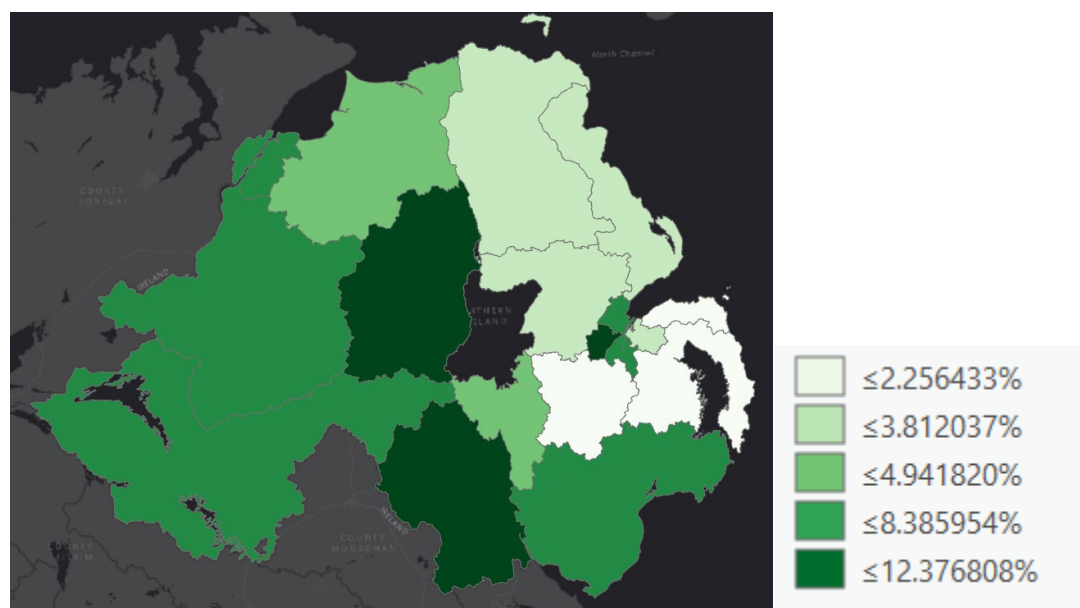 North Channel
COUNTY
DONEGAL
IRELAND
RTHERN
ELAND
IRELAND
COUNTY
MONAGHAN
≤2.256433%
≤3.812037%
≤4.941820%
≤8.385954%
≤12.376808%